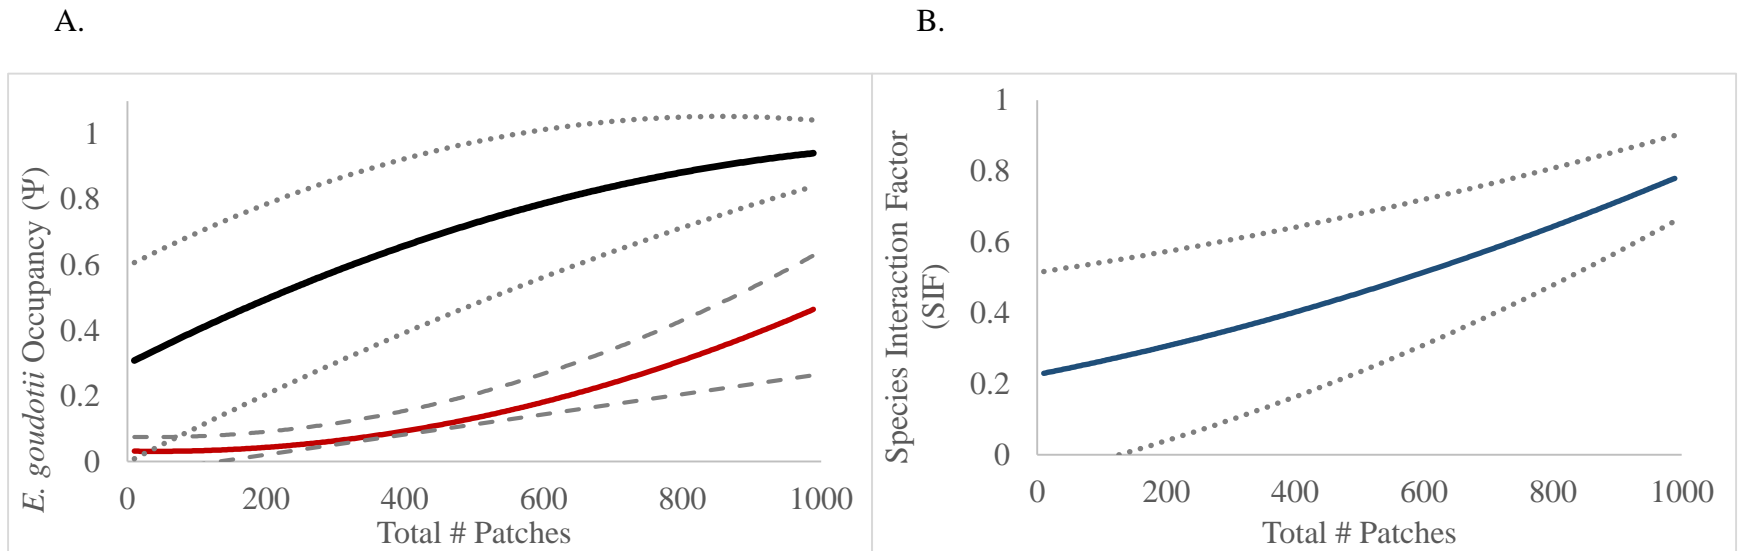 A.
B.
E. goudotii Occupancy (Ψ)
1
0.8
0.6
0.4
0.2
0
0 200 400 600 800 1000
Total # Patches
Species Interaction Factor
(SIF)
1
0.8
0.6
0.4
0.2
0
0 200 400 600 800 1000
Total # Patches